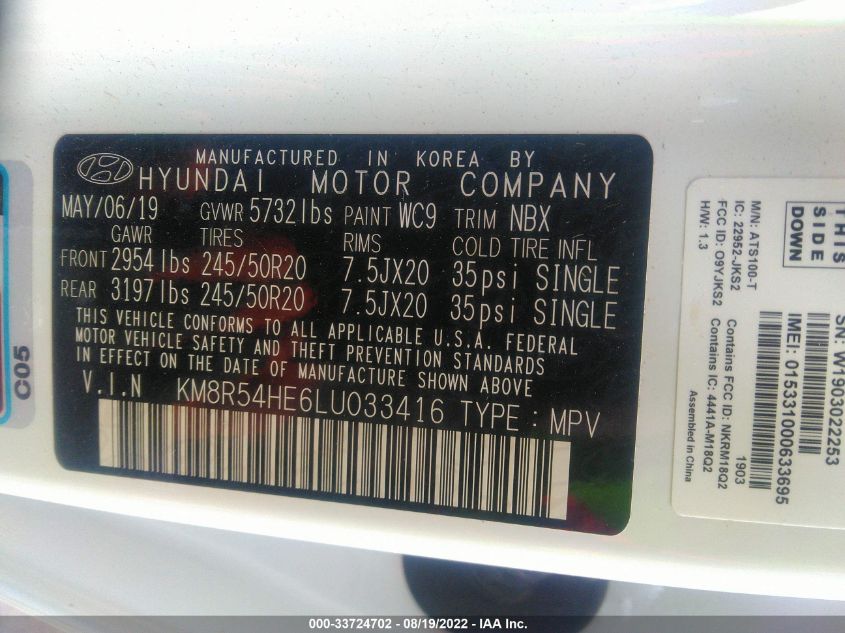 MANUFACTURED IN KOREA BY
HYUNDAI MOTOR COMPANY
MAY/06/19 GVWR 5732lbs PAINT WC9 TRIM NBX
GAWR TIRES RIMS COLD TIRE INFL
FRONT 2954 lbs 245/50R20 7.5JX20 35psi SINGLE
REAR 3197 lbs 245/50R20 7.5JX20 35psi SINGLE
THIS VEHICLE CONFORMS TO ALL APPLICABLE U.S.A. FEDERAL
MOTOR VEHICLE SAFETY AND THEFT PREVENTION STANDARDS
IN EFFECT ON THE DATE OF MANUFACTURE SHOWN ABOVE.
V.I.N KM8R54HE6LU033416 TYPE : MPV
C05
THIS
SIDE
DOWN
SN: W1903022253
IMEI: 015331000633695
M/N: ATS100-T
IC: 22952-JKS2
FCC ID: O9YJKS2
H/W: 1.3
1903
Contains FCC ID: NKRM18Q2
Contains IC: 4441A-M18Q2
Assembled in China
000-33724702 - 08/19/2022 - IAA Inc.